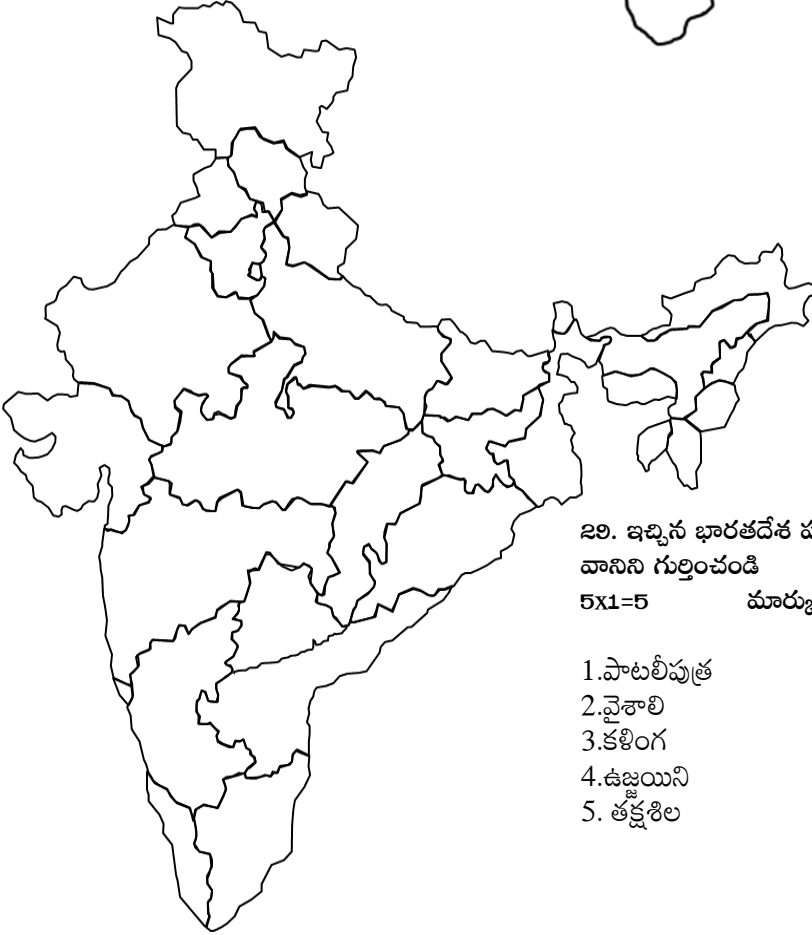 29. ఇచ్చిన భారతదేశ
వానిని గుర్తించండి
5x1=5 మార్కు
1.పాటలీపుత్ర
2.వైశాలి
3.కళింగ
4.ఉజ్జయిని
5. తక్షశిల